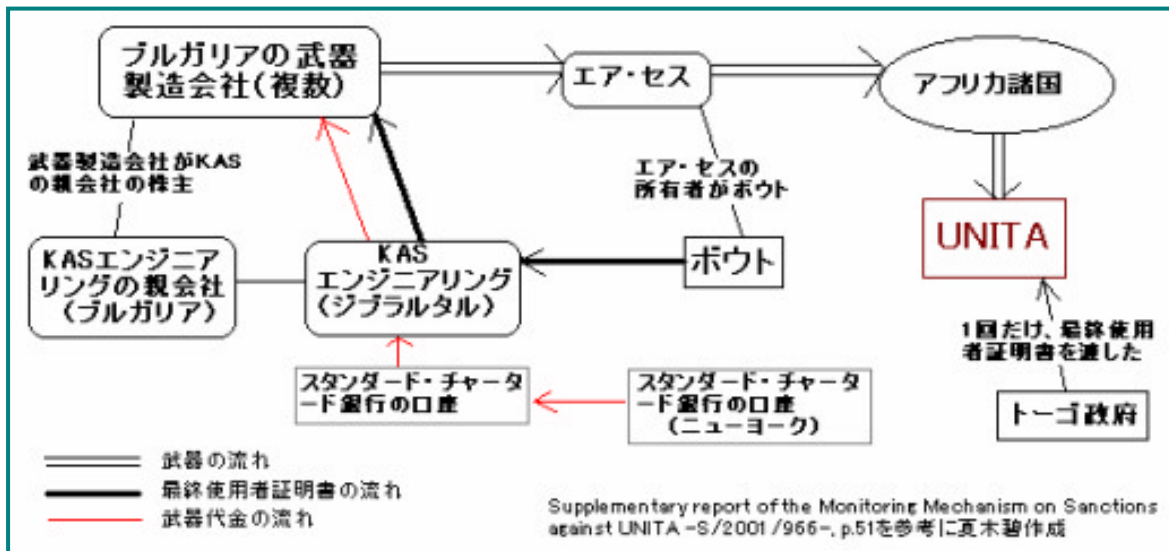 ブルガリアの武器
製造会社(複数)
エア・セス
アフリカ諸国
武器製造会社がKAS
の親会社の株主
エア・セスの
所有者がボウト
UNITA
KASエンジニア
リングの親会社
(ブルガリア)
KAS
エンジニアリング
(ジブラルタル)
ボウト
1回だけ、最終使用
者証明書を渡した
スタンダード・チャータ
ード銀行の口座
スタンダード・チャータ
ード銀行の口座
(ニューヨーク)
トーゴ政府
武器の流れ
最終使用者証明書の流れ
武器代金の流れ
Supplementary report of the Monitoring Mechanism on Sanctions
against UNITA -S/2001/966-, p.51を参考に夏木碧作成